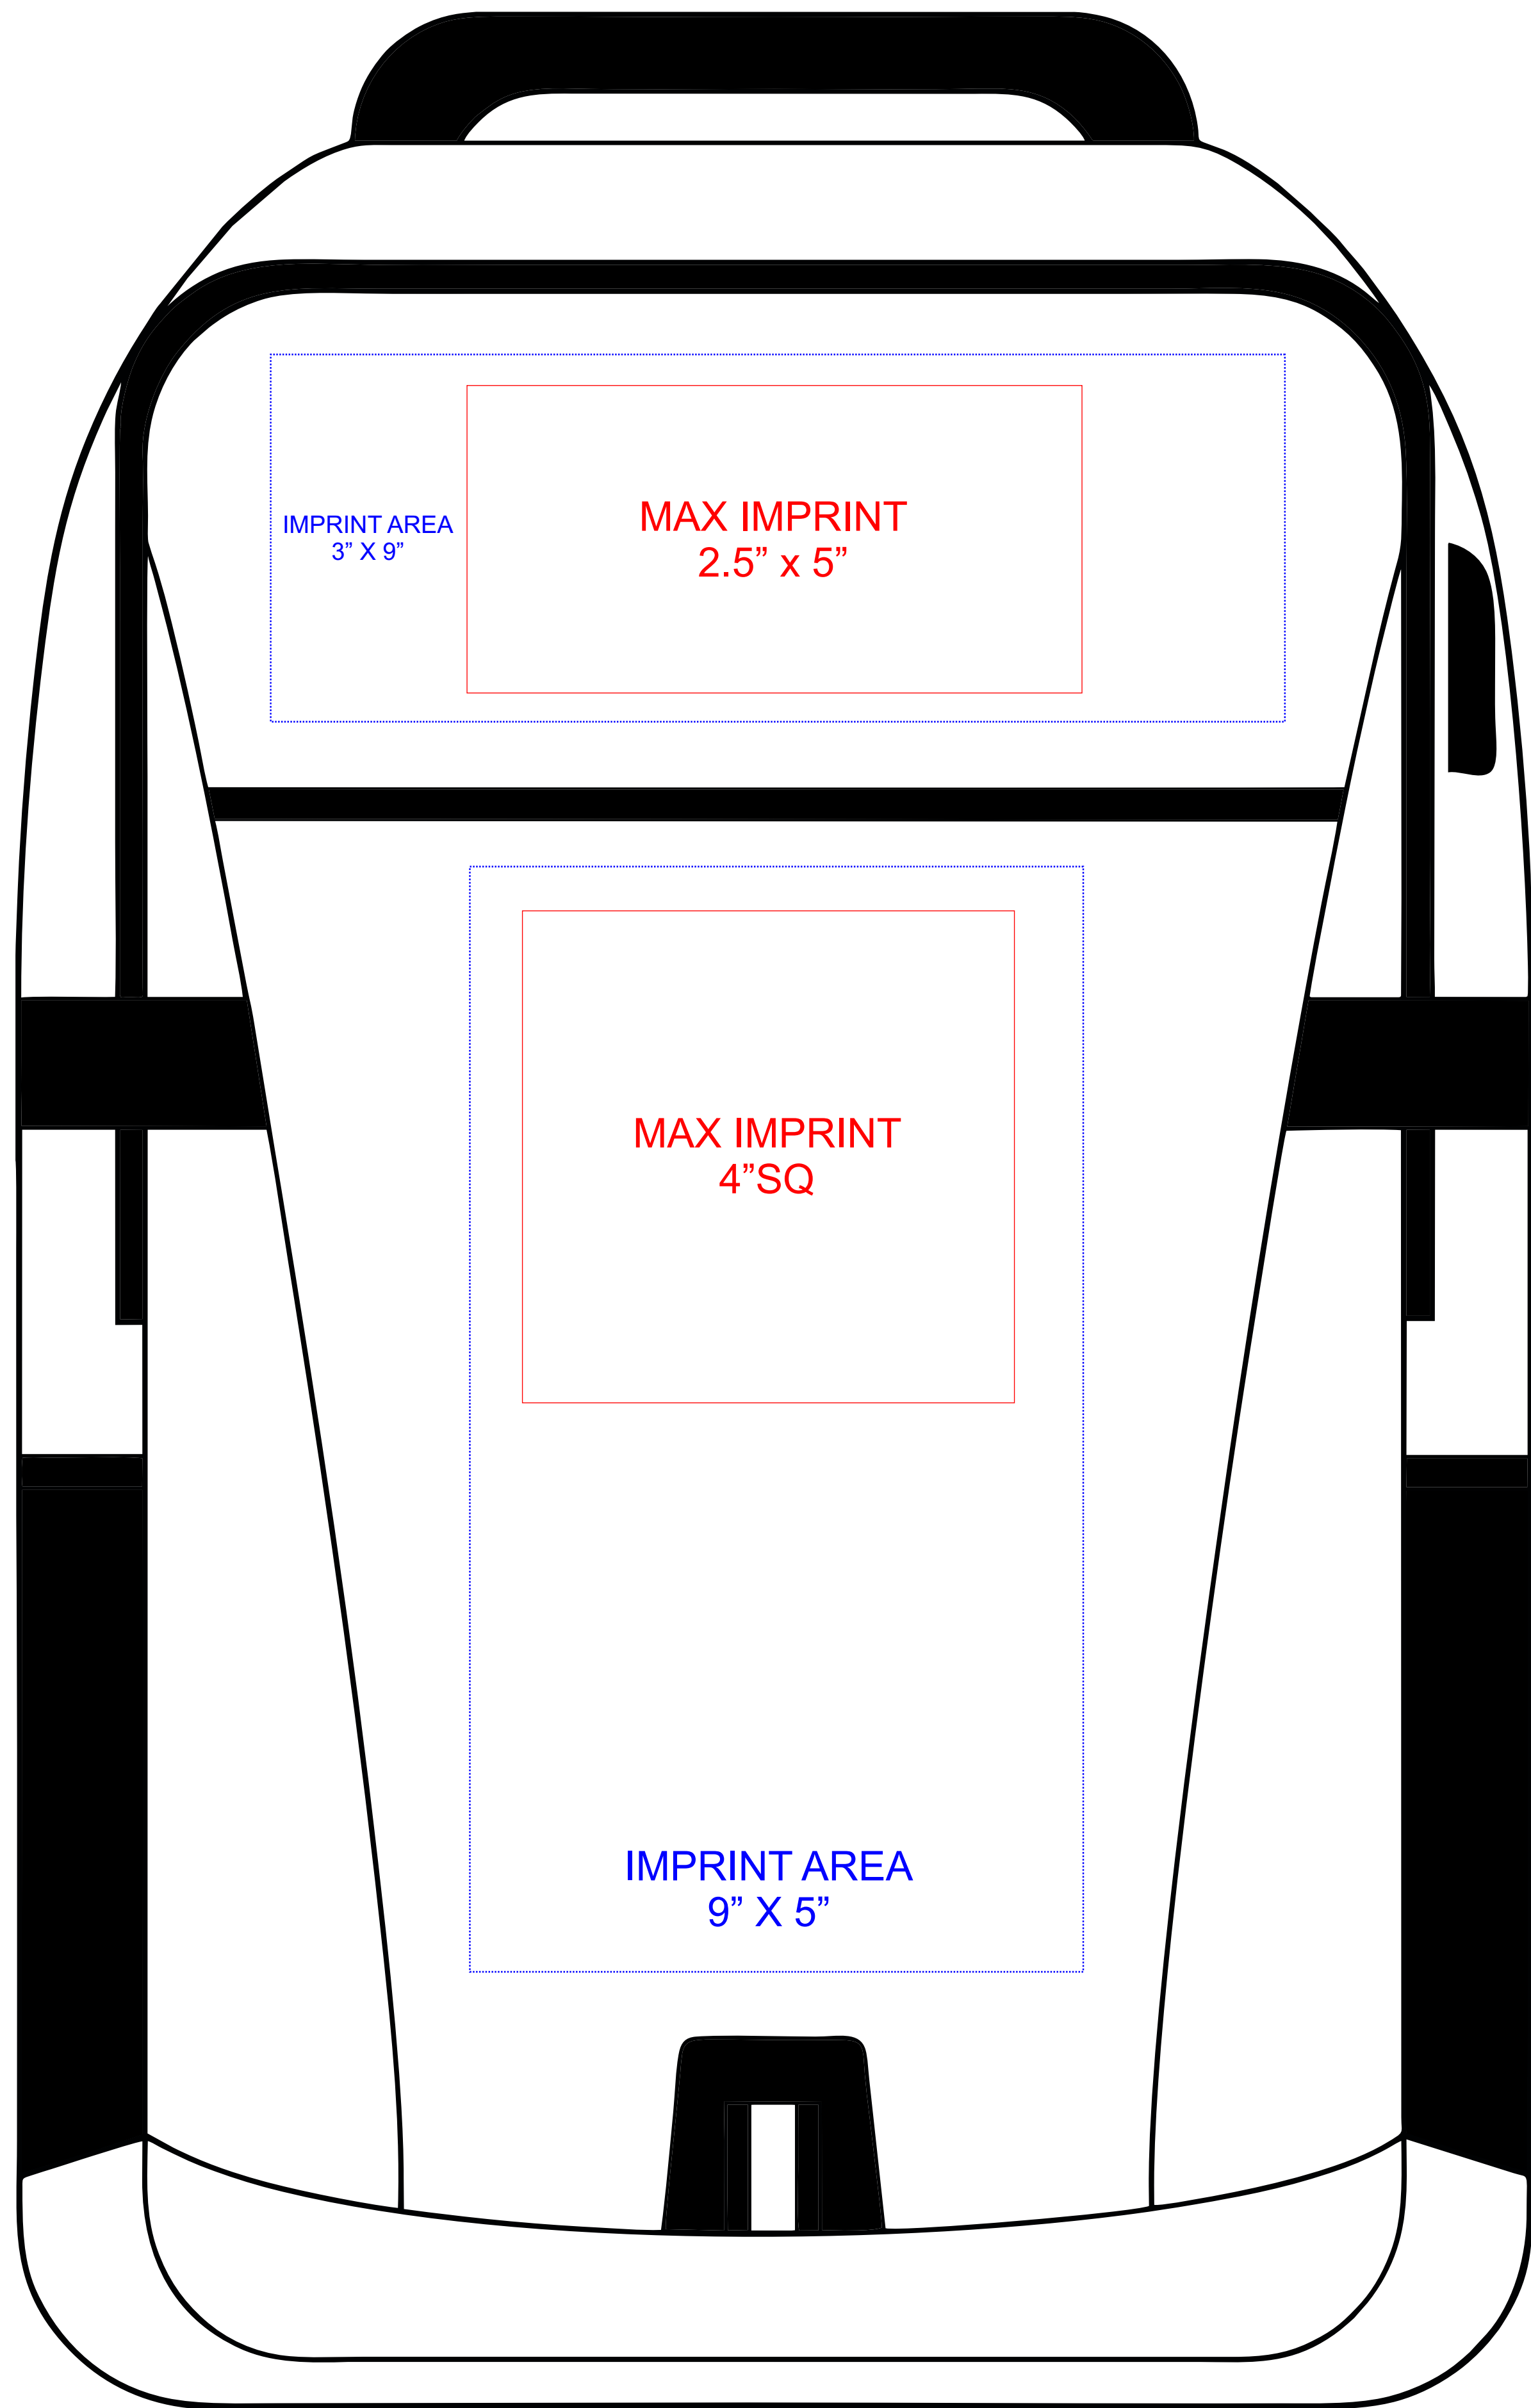 IMPRINT AREA
3” X 9”
MAX IMPRINT
2.5” x 5”
MAX IMPRINT
4”SQ
IMPRINT AREA
9” X 5”